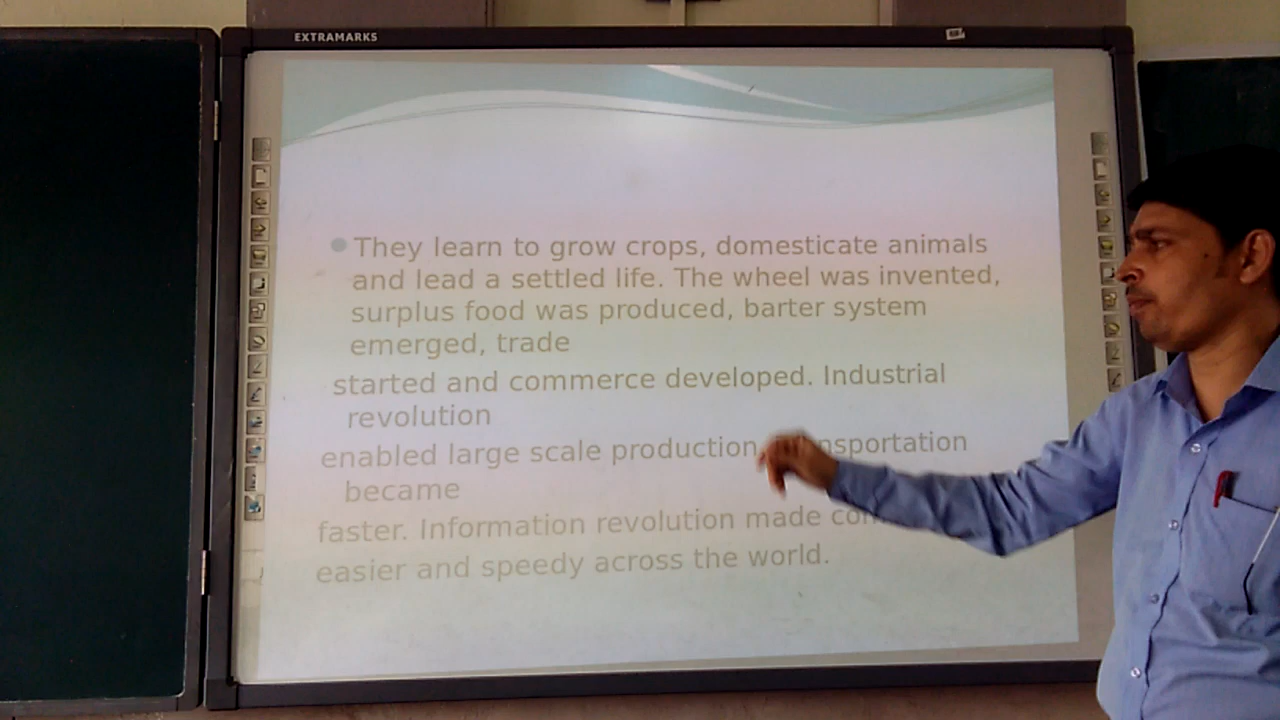 EXTRAMARKS
They learn to grow crops, domesticate animals
and lead a settled life. The wheel was invented,
surplus food was produced, barter system
emerged, trade
started and commerce developed. Industrial
revolution
enabled large scale production
became
faster. Information revolution made
easier and speedy across the world.